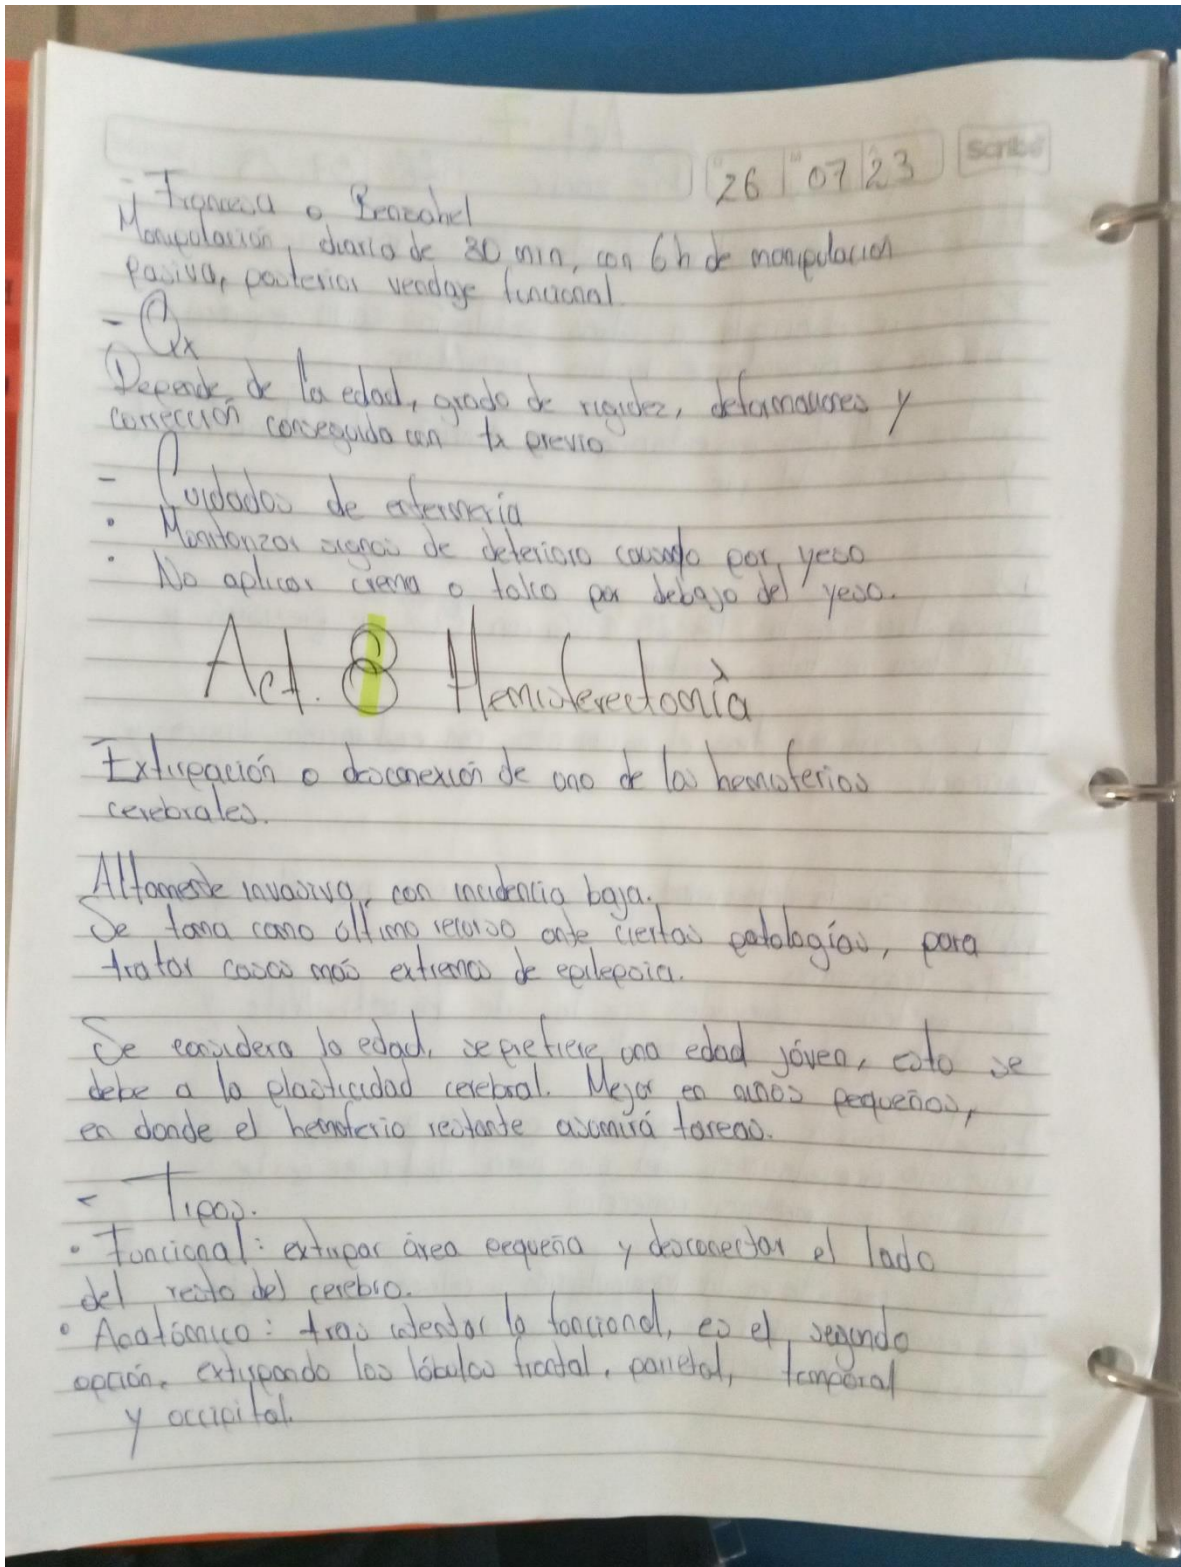 26 07 23
Scribe
- Francesa o Benzahel
Manipulación, diario de 30 min, con 6h de manipulación
pasiva, posterior vendaje funcional.
- Qx
Depende de la edad, grado de rigidez, deformaciones y
corrección conseguida con tx previo
- Cuidados de enfermería
• Monitorizar signos de deterioro causado por yeso
• No aplicar crema o talco por debajo del yeso.
Act. 8 Hemisferectomía
Extirpación o desconexión de uno de los hemisferios
cerebrales.
Altamente invasiva, con incidencia baja.
Se toma como último recurso ante ciertas patologías, para
tratar casos más extremos de epilepsia.
Se considera la edad, se prefiere una edad jóven, esto se
debe a la plasticidad cerebral. Mejor en niños pequeños,
en donde el hemisferio restante asumirá tareas.
- Tipos.
• Funcional: extirpar área pequeña y desconectar el lado
del resto del cerebro.
• Anatómico: tras intentar la funcional, es el segundo
opción, extirpando los lóbulos frontal, parietal, temporal
y occipital.